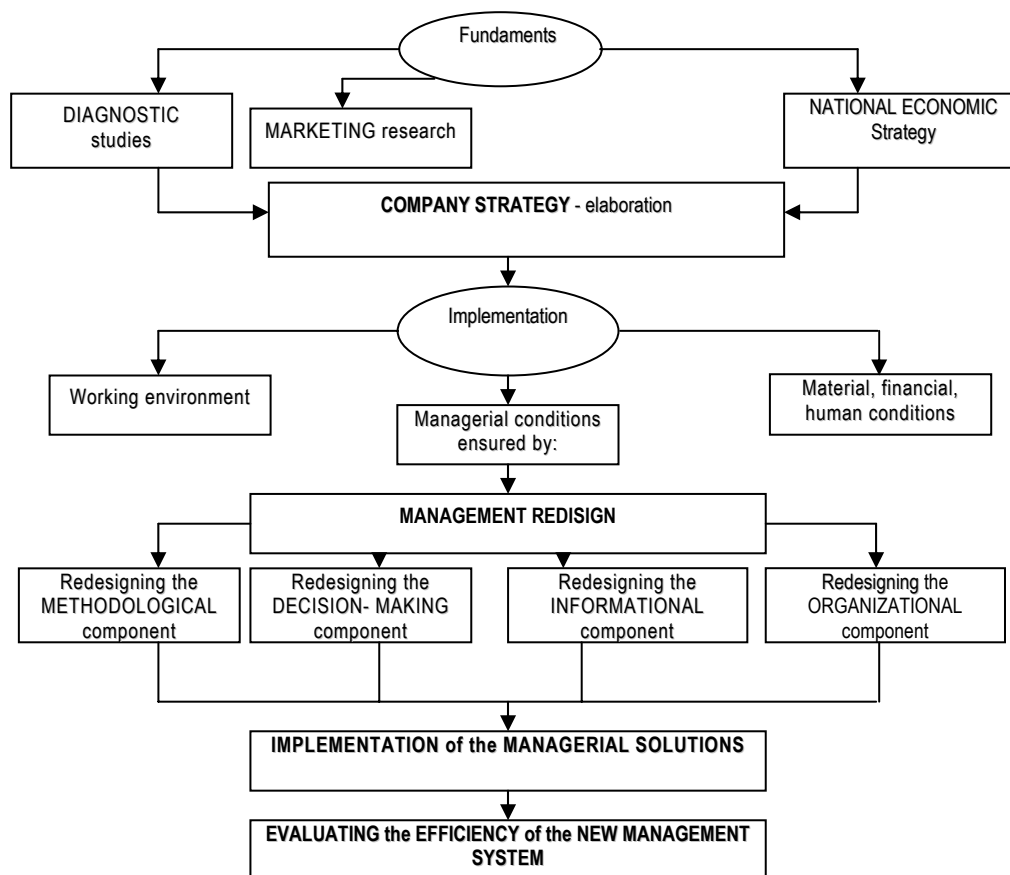 Fundaments
DIAGNOSTIC
studies
MARKETING research
NATIONAL ECONOMIC
Strategy
COMPANY STRATEGY - elaboration
Implementation
Working environment
Material, financial,
human conditions
Managerial conditions
ensured by:
MANAGEMENT REDISIGN
Redesigning the
METHODOLOGICAL
component
Redesigning the
DECISION- MAKING
component
Redesigning the
INFORMATIONAL
component
Redesigning the
ORGANIZATIONAL
component
IMPLEMENTATION of the MANAGERIAL SOLUTIONS
EVALUATING the EFFICIENCY of the NEW MANAGEMENT
SYSTEM